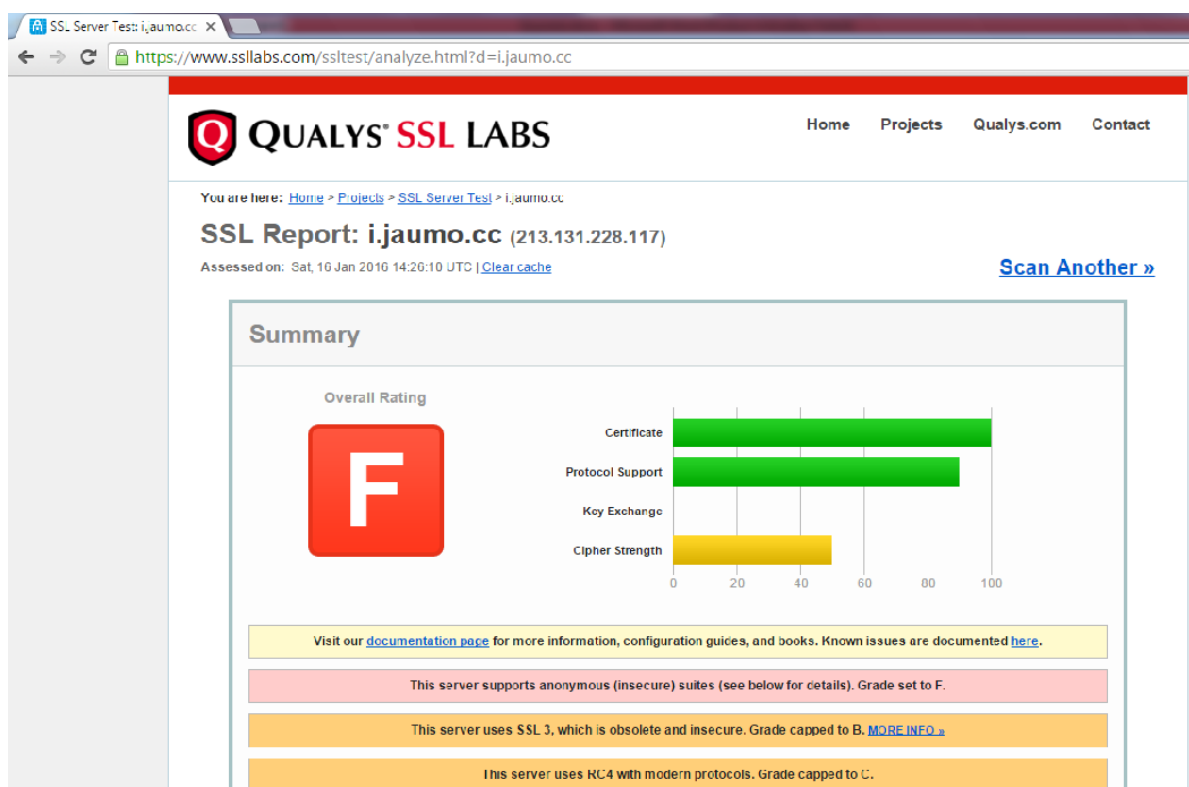 SSL Server Test: i.jaumo.cc
https://www.ssllabs.com/ssltest/analyze.html?d=i.jaumo.cc
QUALYS® SSL LABS
Home Projects Qualys.com Contact
You are here: Home > Projects > SSL Server Test > i.jaumo.cc
SSL Report: i.jaumo.cc (213.131.228.117)
Assessed on: Sat, 16 Jan 2016 14:26:10 UTC | Clear cache
Scan Another »
Summary
Overall Rating
F
Certificate
Protocol Support
Key Exchange
Cipher Strength
0 20 40 60 80 100
Visit our documentation page for more information, configuration guides, and books. Known issues are documented here.
This server supports anonymous (insecure) suites (see below for details). Grade set to F.
This server uses SSL 3, which is obsolete and insecure. Grade capped to B. MORE INFO »
This server uses RC4 with modern protocols. Grade capped to C.